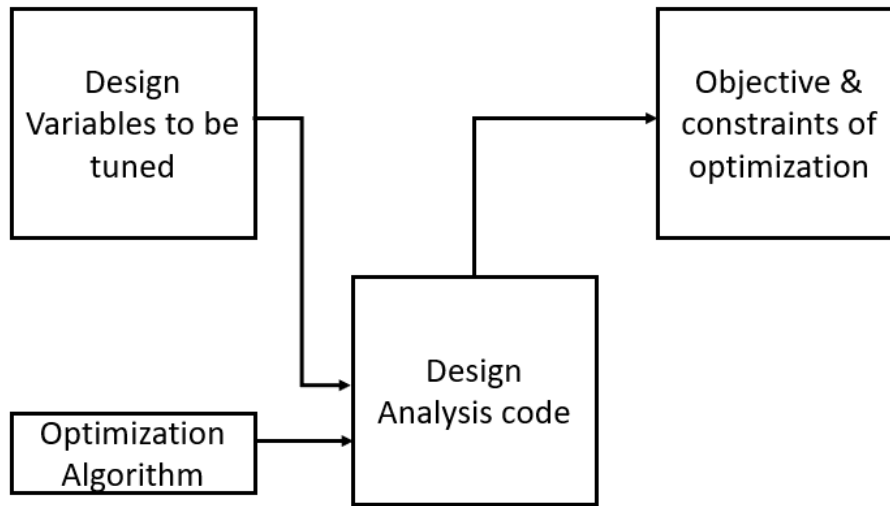 Design
Variables to be
tuned
Objective &
constraints of
optimization
Design
Analysis code
Optimization
Algorithm